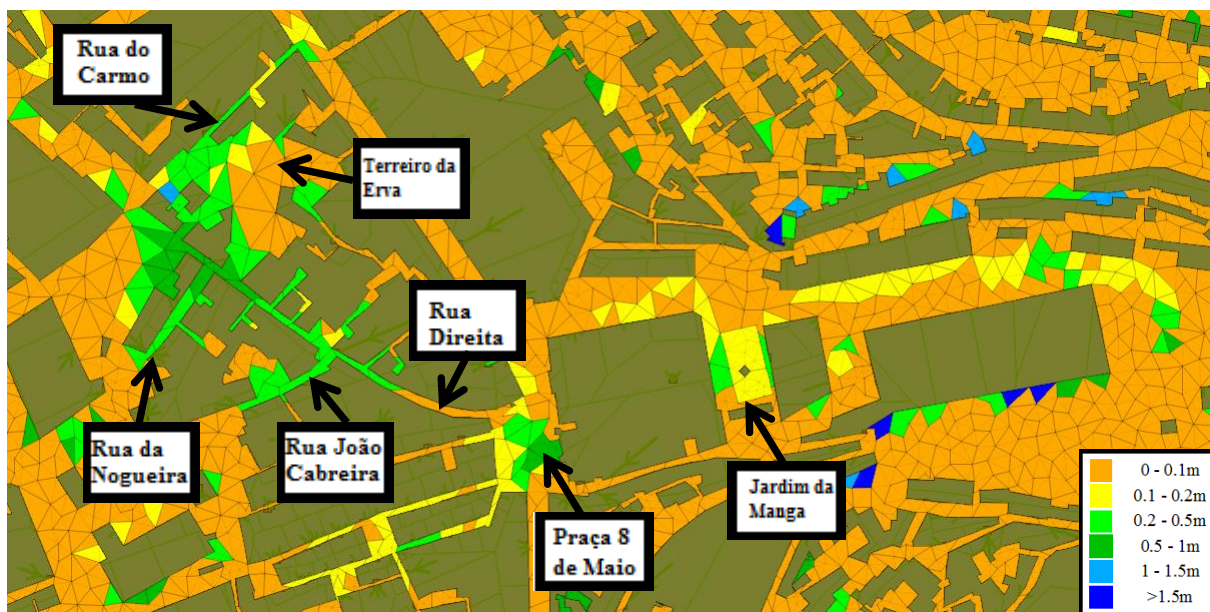 Rua do
Carmo
Terreiro da
Erva
Rua
Direita
Rua da
Nogueira
Rua João
Cabreira
Praça 8
de Maio
Jardim da
Manga
0 - 0.1m
0.1 - 0.2m
0.2 - 0.5m
0.5 - 1m
1 - 1.5m
>1.5m